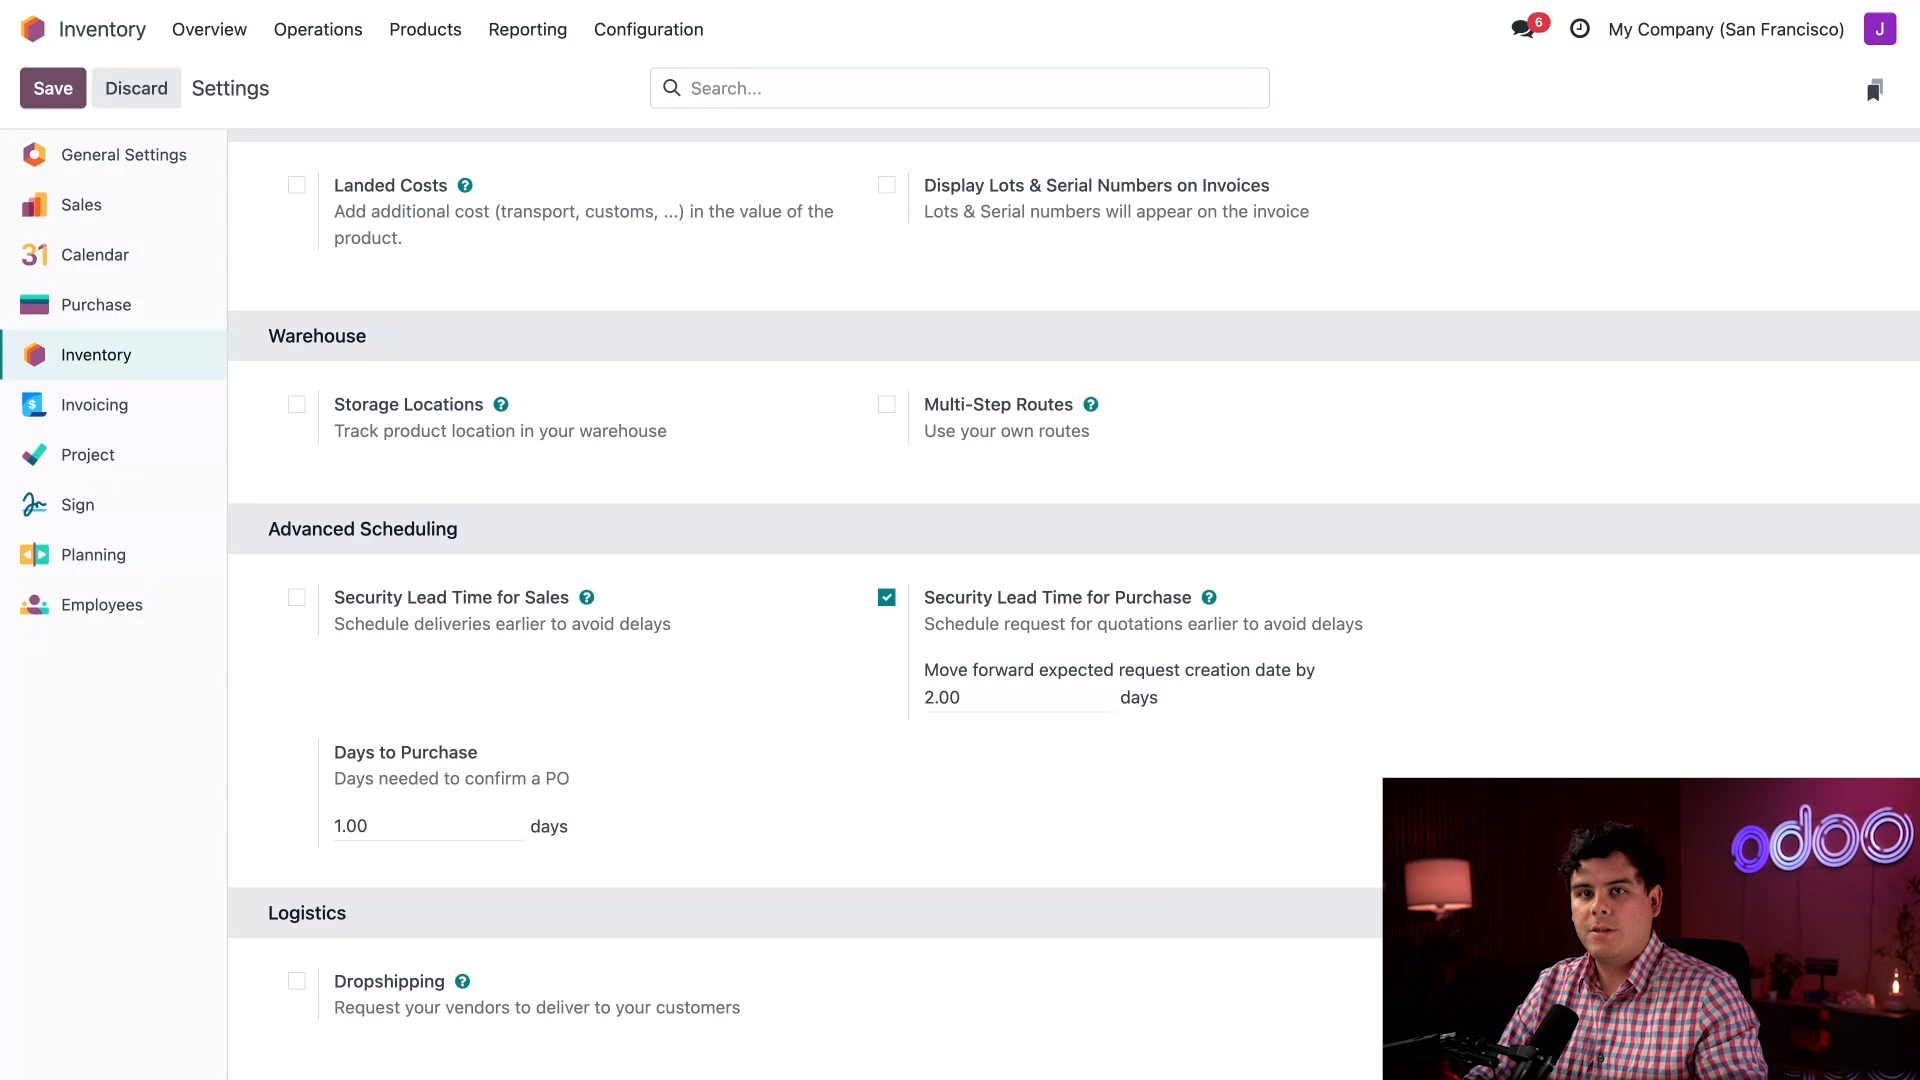 Inventory Overview Operations Products Reporting Configuration 6 My Company (San Francisco) J
Save Discard Settings Search...
General Settings
Sales
31 Calendar
Purchase
Inventory
$ Invoicing
Project
Sign
Planning
Employees
Landed Costs ?
Add additional cost (transport, customs, ...) in the value of the
product.
Display Lots & Serial Numbers on Invoices
Lots & Serial numbers will appear on the invoice
Warehouse
Storage Locations ?
Track product location in your warehouse
Multi-Step Routes ?
Use your own routes
Advanced Scheduling
Security Lead Time for Sales ?
Schedule deliveries earlier to avoid delays
Security Lead Time for Purchase ?
Schedule request for quotations earlier to avoid delays
Move forward expected request creation date by
2.00 days
Days to Purchase
Days needed to confirm a PO
1.00 days
Logistics
Dropshipping ?
Request your vendors to deliver to your customers
odoo